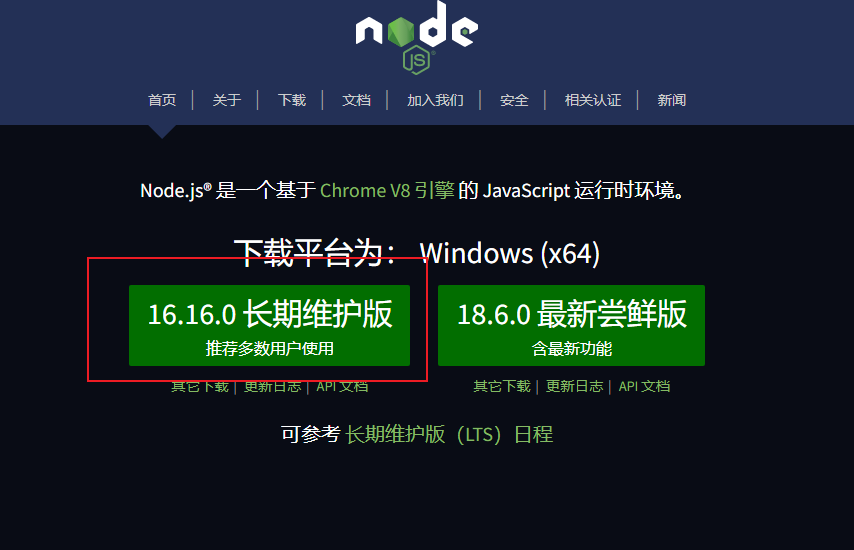 node
JS
首页 | 关于 | 下载 | 文档 | 加入我们 | 安全 | 相关认证 | 新闻
Node.js® 是一个基于 Chrome V8 引擎 的 JavaScript 运行时环境。
下载平台为： Windows (x64)
16.16.0 长期维护版
推荐多数用户使用
其它下载 | 更新日志 | API 文档
18.6.0 最新尝鲜版
含最新功能
其它下载 | 更新日志 | API 文档
可参考 长期维护版（LTS）日程